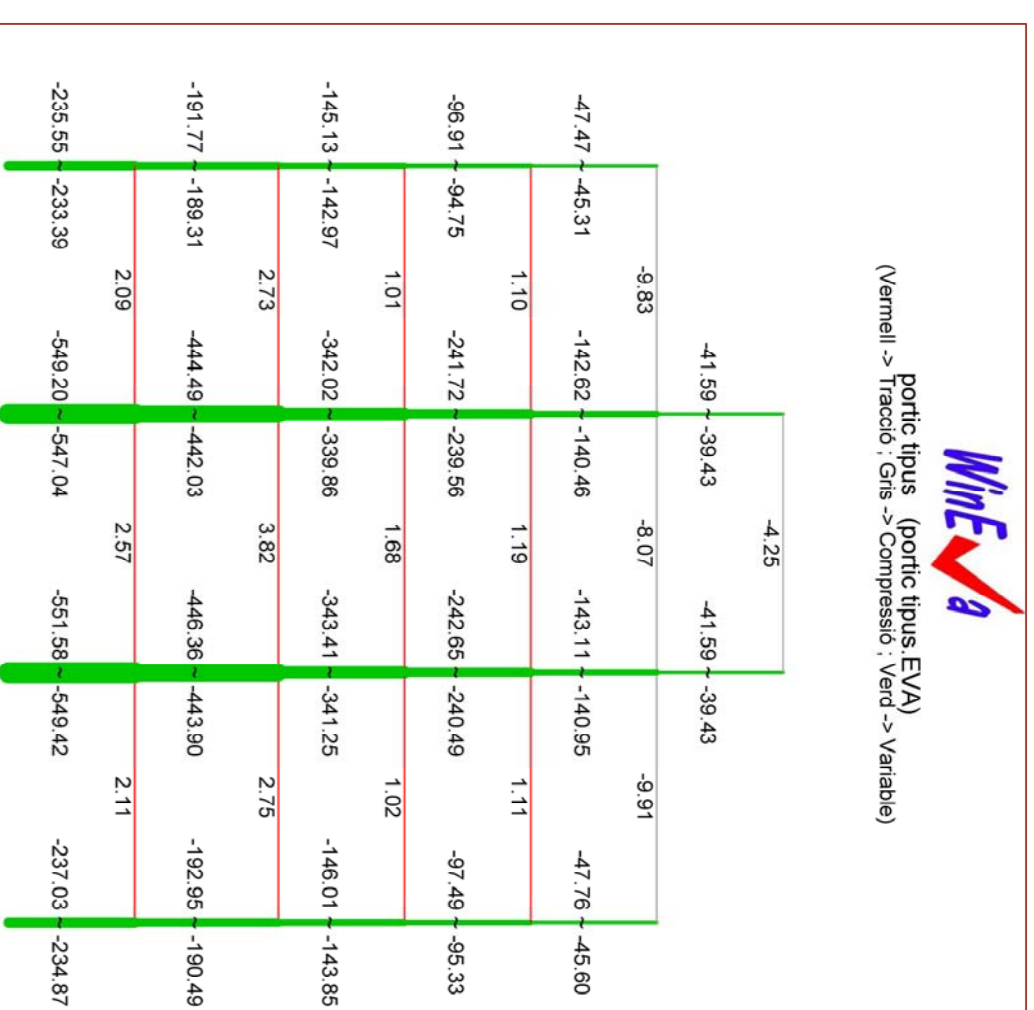 WinEva
portic tipus (portic tipus.EVA)
(Vermell -> Tracció ; Gris -> Compressió ; Verd -> Variable)
-4.25
-41.59 ~ -39.43 -41.59 ~ -39.43
-9.83 -8.07 -9.91
-47.47 ~ -45.31 -142.62 ~ -140.46 -143.11 ~ -140.95 -47.76 ~ -45.60
1.10 1.19 1.11
-96.91 ~ -94.75 -241.72 ~ -239.56 -242.65 ~ -240.49 -97.49 ~ -95.33
1.01 1.68 1.02
-145.13 ~ -142.97 -342.02 ~ -339.86 -343.41 ~ -341.25 -146.01 ~ -143.85
2.73 3.82 2.75
-191.77 ~ -189.31 -444.49 ~ -442.03 -446.36 ~ -443.90 -192.95 ~ -190.49
2.09 2.57 2.11
-235.55 ~ -233.39 -549.20 ~ -547.04 -551.58 ~ -549.42 -237.03 ~ -234.87